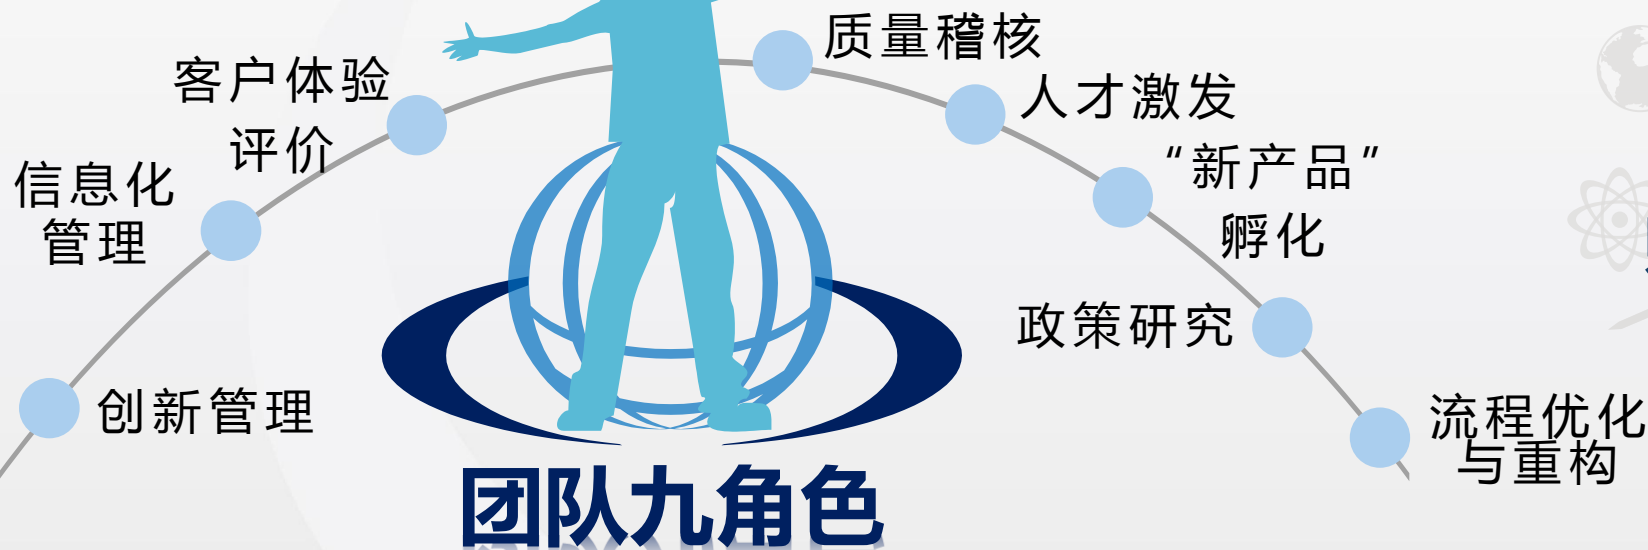 创新管理
信息化
管理
客户体验
评价
质量稽核
人才激发
“新产品”
孵化
政策研究
流程优化
与重构
团队九角色